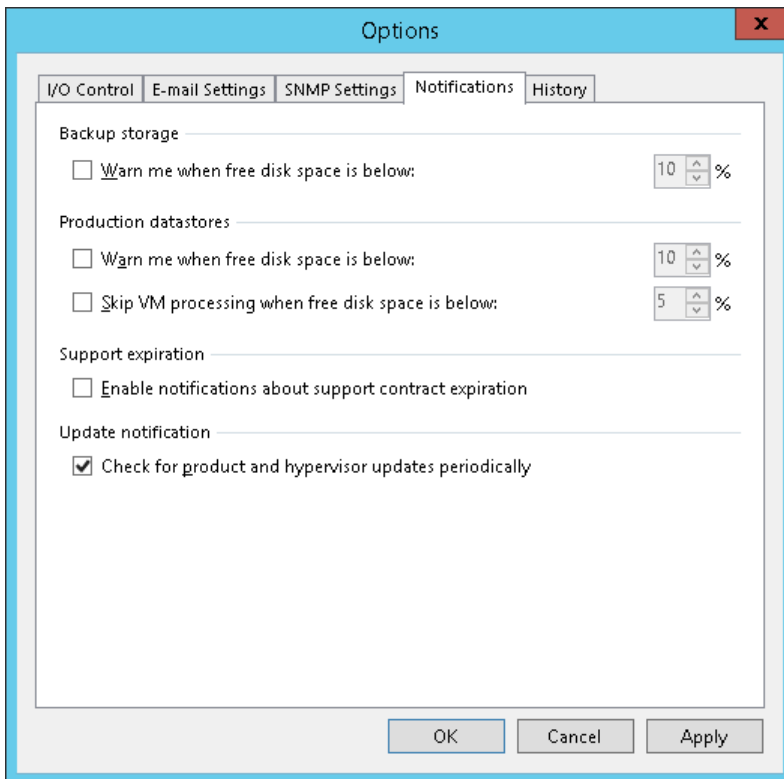 Options
x
I/O Control E-mail Settings SNMP Settings Notifications History
Backup storage
Warn me when free disk space is below: 10 %
Production datastores
Warn me when free disk space is below: 10 %
Skip VM processing when free disk space is below: 5 %
Support expiration
Enable notifications about support contract expiration
Update notification
Check for product and hypervisor updates periodically
OK Cancel Apply